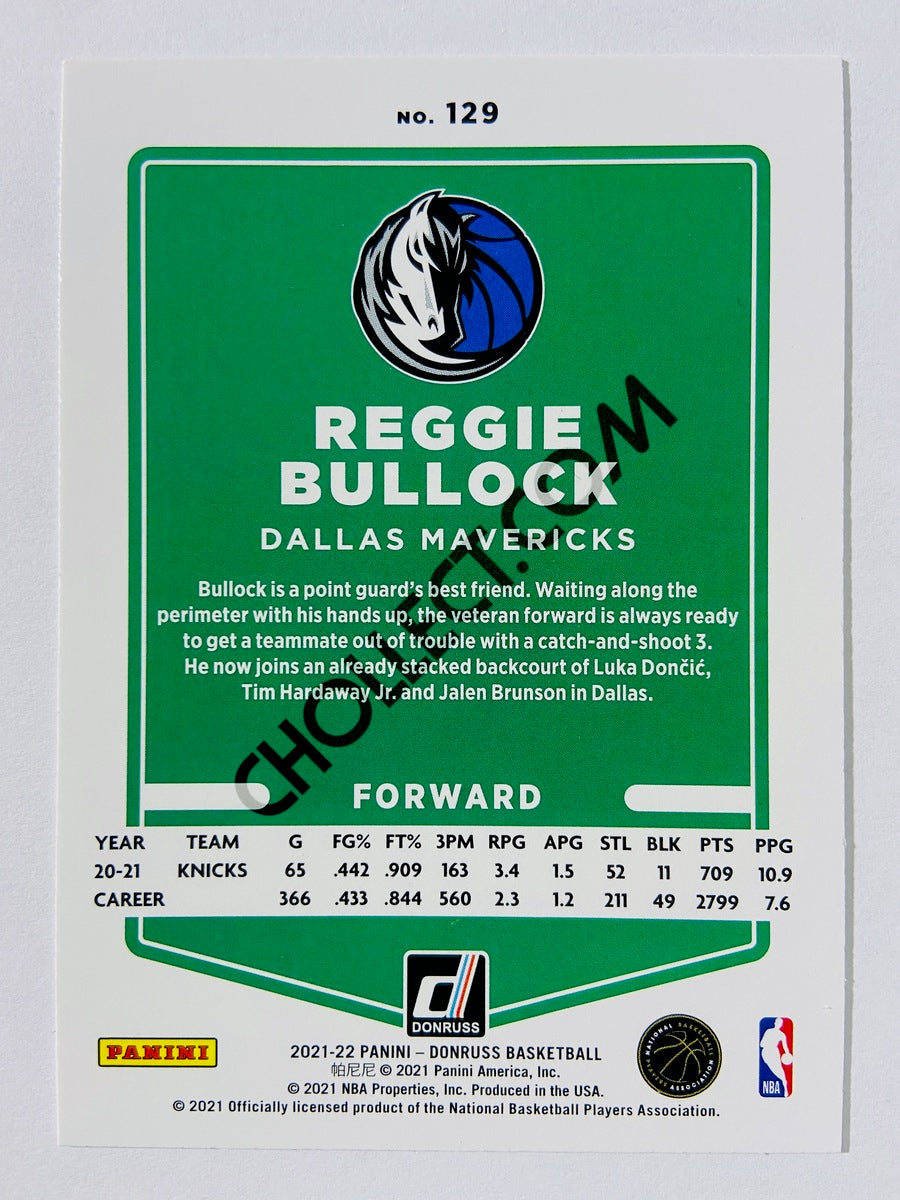 NO. 129
REGGIE
BULLOCK
DALLAS MAVERICKS
Bullock is a point guard's best friend. Waiting along the
perimeter with his hands up, the veteran forward is always ready
to get a teammate out of trouble with a catch-and-shoot 3.
He now joins an already stacked backcourt of Luka Dončić,
Tim Hardaway Jr. and Jalen Brunson in Dallas.
CHOLLECT.COM
FORWARD
YEAR TEAM G FG% FT% 3PM RPG APG STL BLK PTS PPG
20-21 KNICKS 65 .442 .909 163 3.4 1.5 52 11 709 10.9
CAREER 366 .433 .844 560 2.3 1.2 211 49 2799 7.6
d
DONRUSS
PANINI
2021-22 PANINI – DONRUSS BASKETBALL
帕尼尼 © 2021 Panini America, Inc.
© 2021 NBA Properties, Inc. Produced in the USA.
© 2021 Officially licensed product of the National Basketball Players Association.
NATIONAL BASKETBALL
PLAYERS ASSOCIATION
NBA